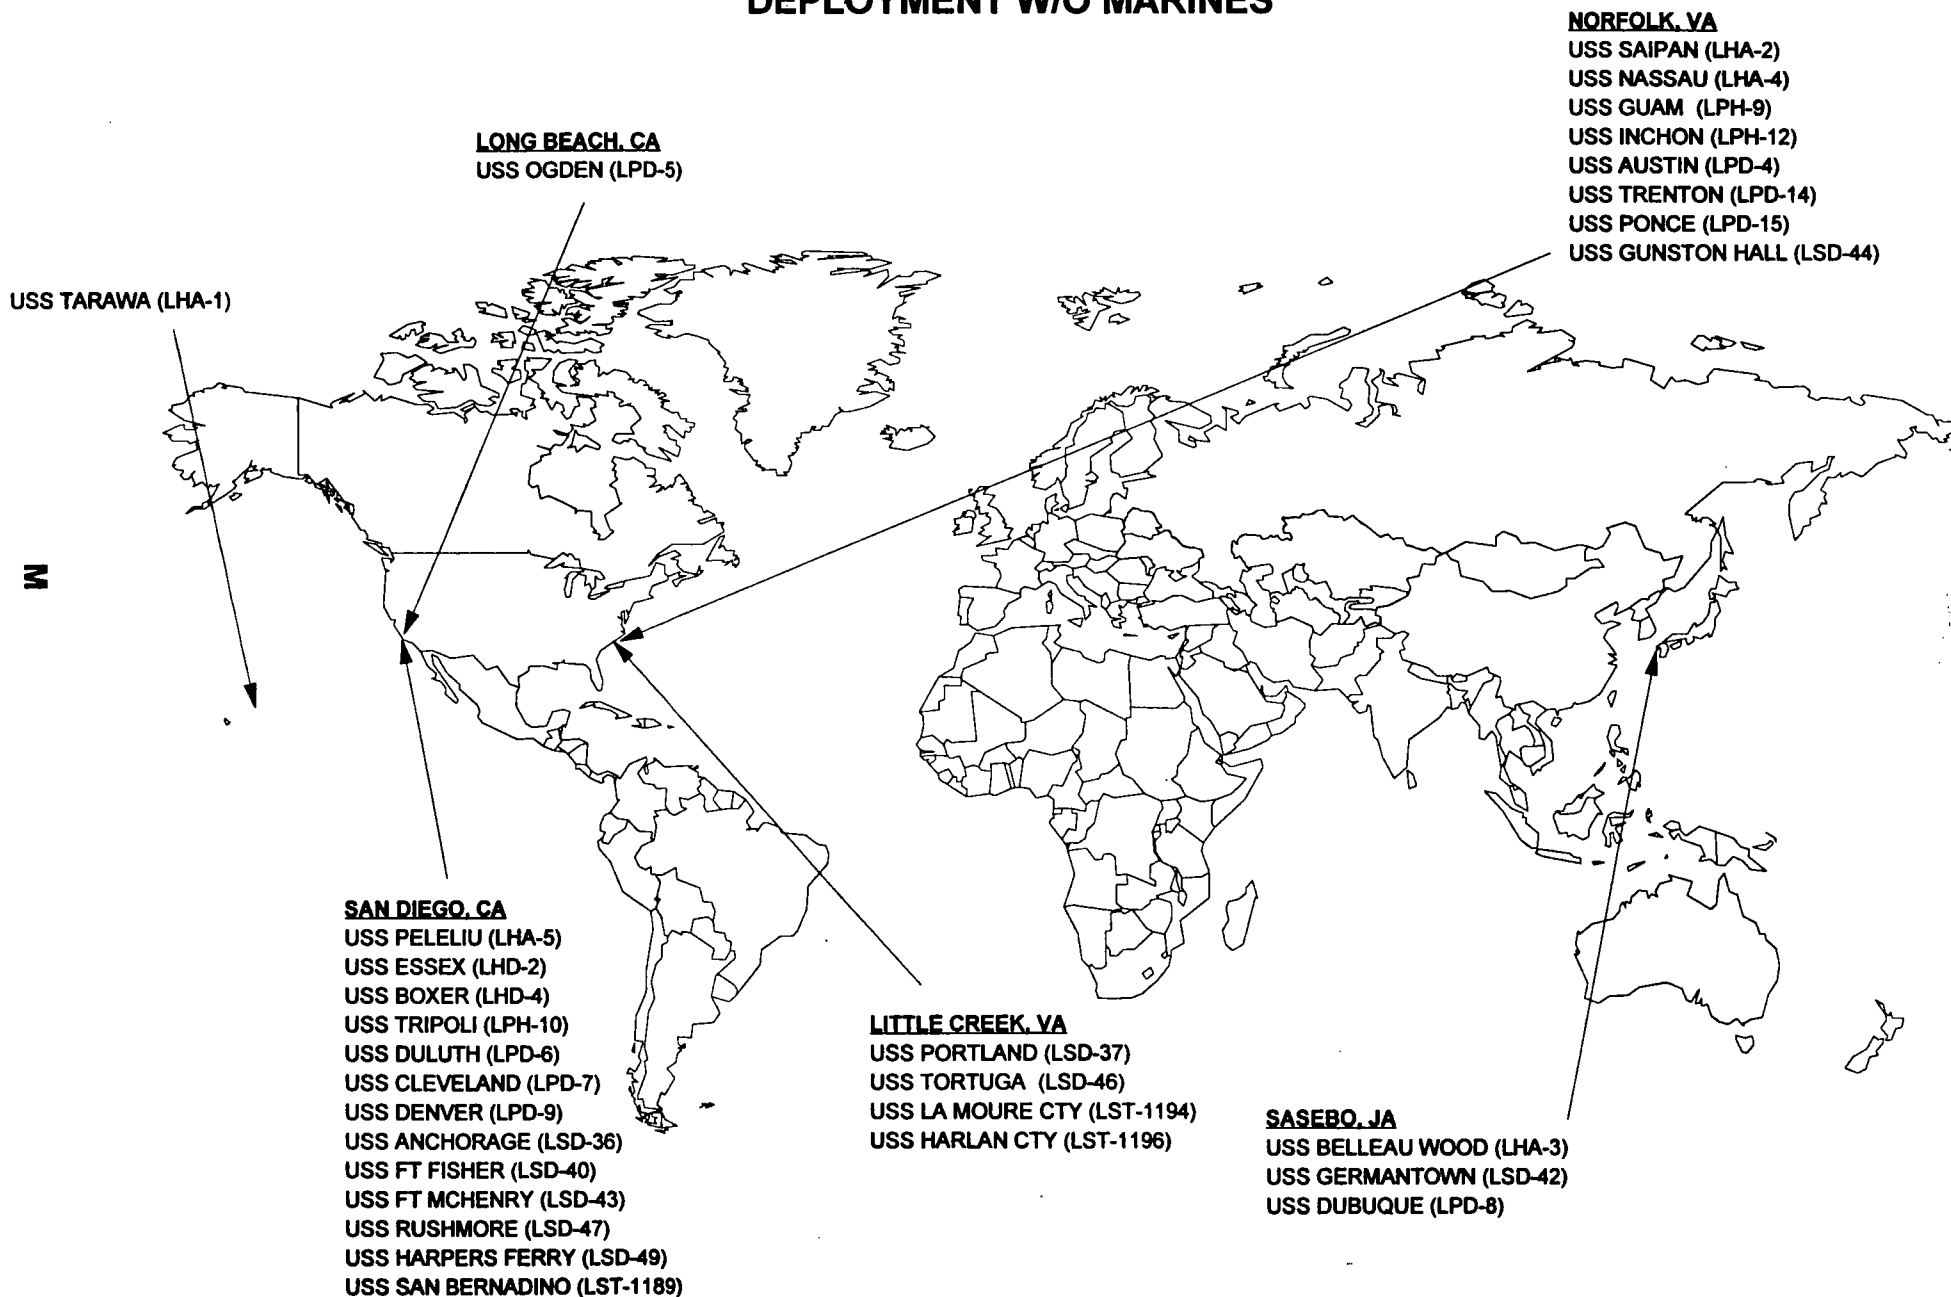 DEPLOYMENT W/O MARINES
NORFOLK, VA
USS SAIPAN (LHA-2)
USS NASSAU (LHA-4)
USS GUAM (LPH-9)
USS INCHON (LPH-12)
USS AUSTIN (LPD-4)
USS TRENTON (LPD-14)
USS PONCE (LPD-15)
USS GUNSTON HALL (LSD-44)
LONG BEACH, CA
USS OGDEN (LPD-5)
USS TARAWA (LHA-1)
M
SAN DIEGO, CA
USS PELELIU (LHA-5)
USS ESSEX (LHD-2)
USS BOXER (LHD-4)
USS TRIPOLI (LPH-10)
USS DULUTH (LPD-6)
USS CLEVELAND (LPD-7)
USS DENVER (LPD-9)
USS ANCHORAGE (LSD-36)
USS FT FISHER (LSD-40)
USS FT MCHENRY (LSD-43)
USS RUSHMORE (LSD-47)
USS HARPERS FERRY (LSD-49)
USS SAN BERNADINO (LST-1189)
LITTLE CREEK, VA
USS PORTLAND (LSD-37)
USS TORTUGA (LSD-46)
USS LA MOURE CTY (LST-1194)
USS HARLAN CTY (LST-1196)
SASEBO, JA
USS BELLEAU WOOD (LHA-3)
USS GERMANTOWN (LSD-42)
USS DUBUQUE (LPD-8)